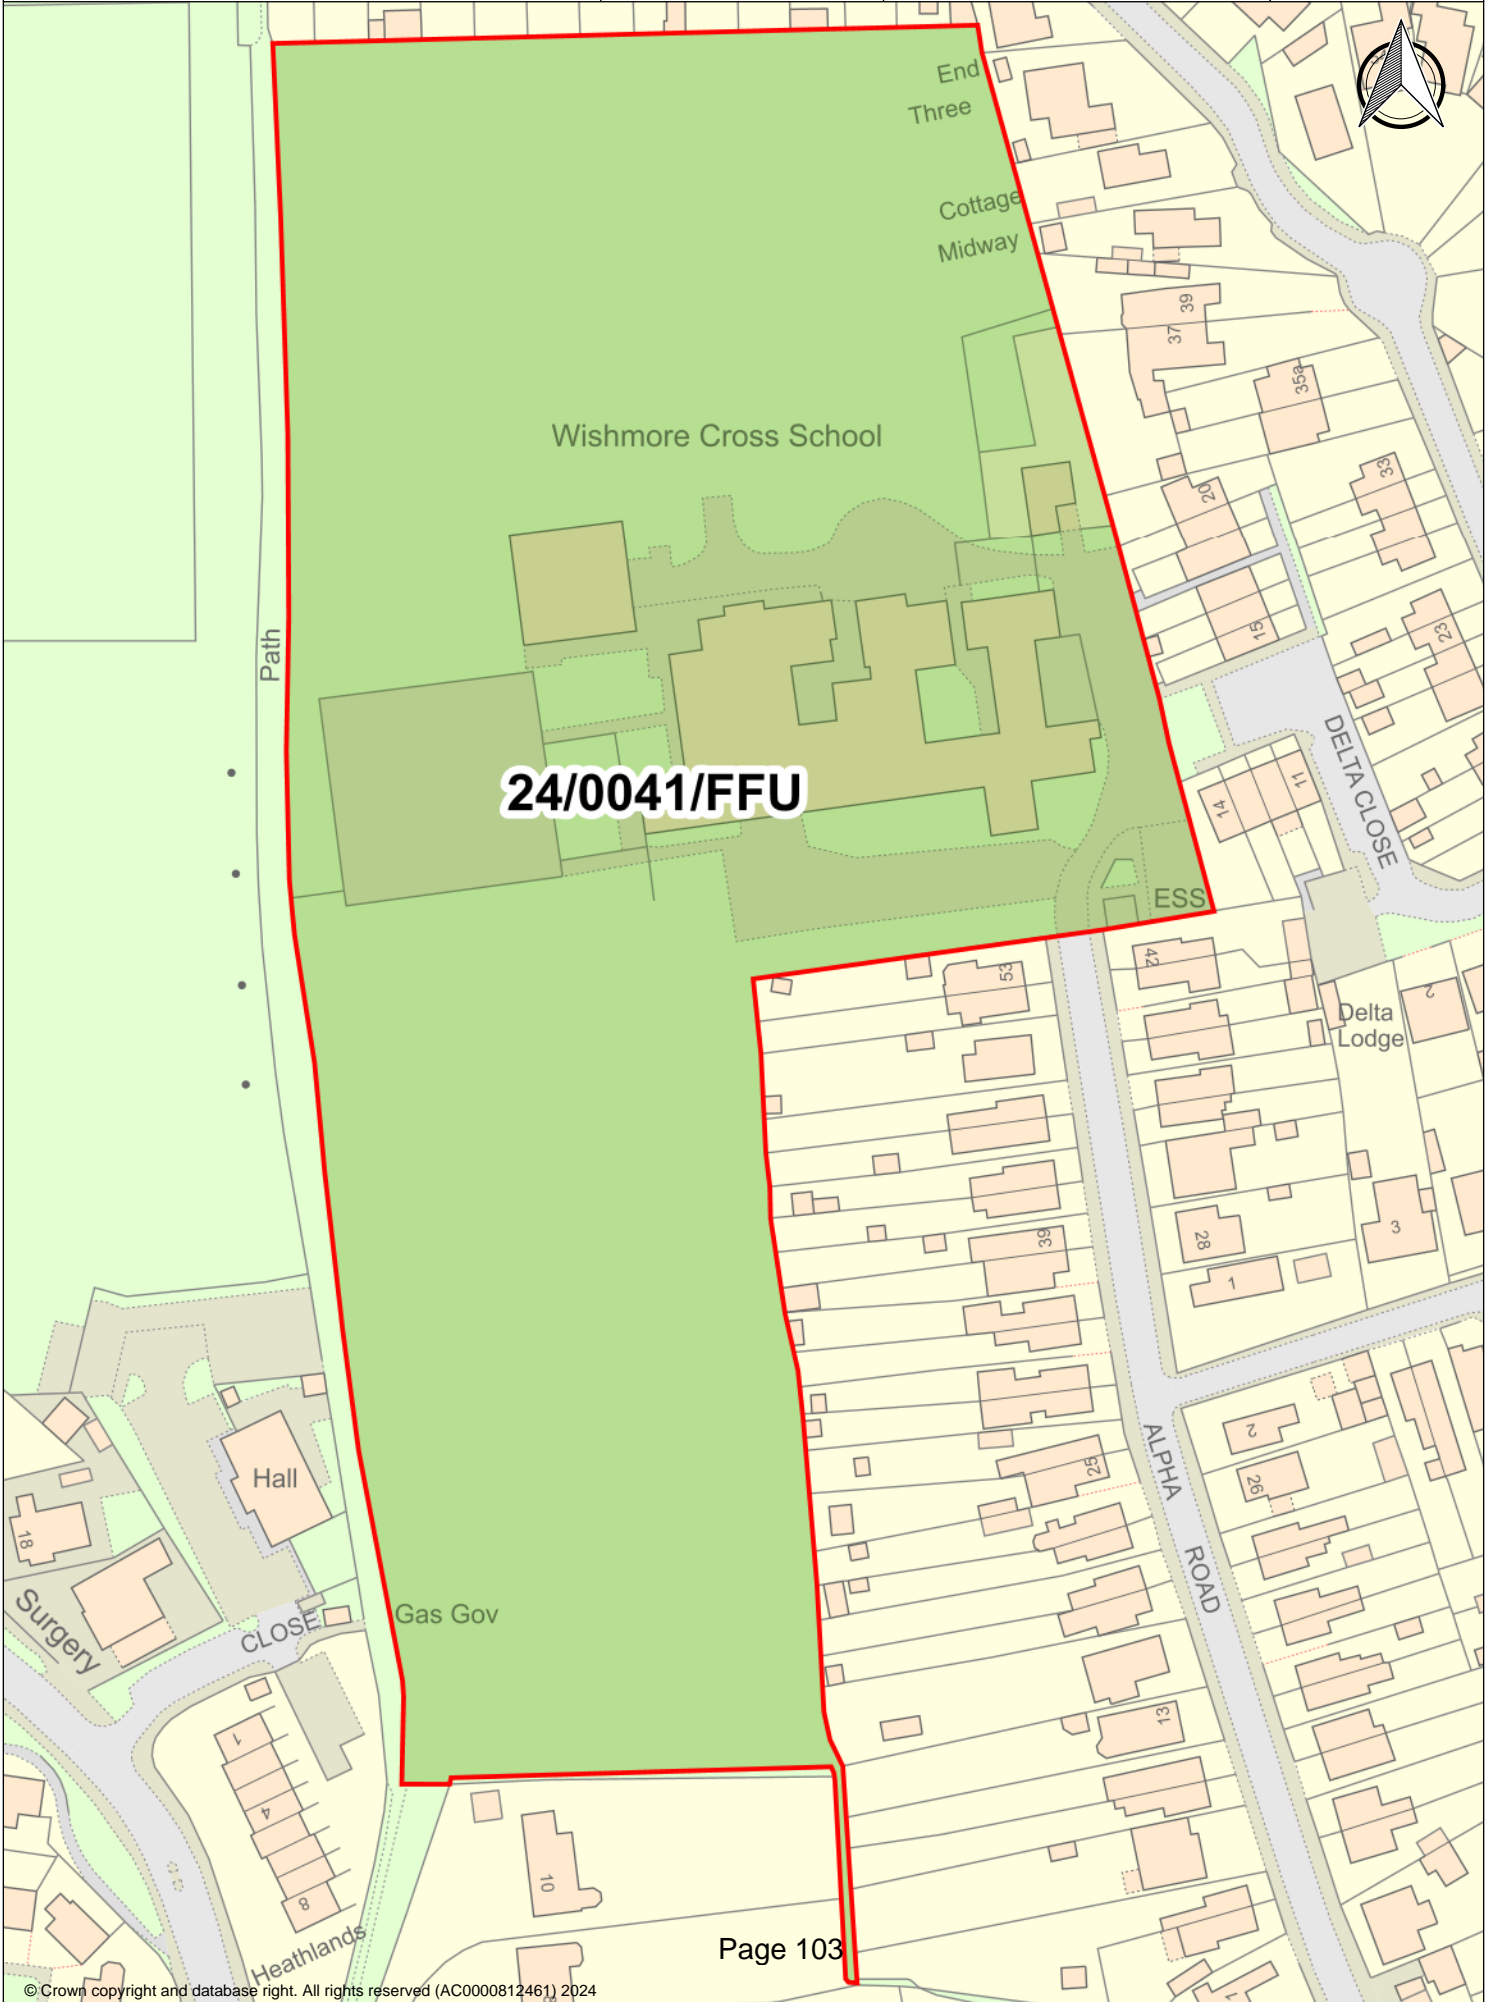 End
Three
Cottage
Midway
39
37
35a
33
Wishmore Cross School
20
15
23
Path
DELTA CLOSE
24/0041/FFU
14
11
ESS
42
53
2
Delta
Lodge
28
3
39
1
ALPHA
2
25
26
Hall
18
ROAD
Surgery
Gas Gov
CLOSE
13
1
4
10
8
Heathlands
Page 103
© Crown copyright and database right. All rights reserved (AC0000812461) 2024